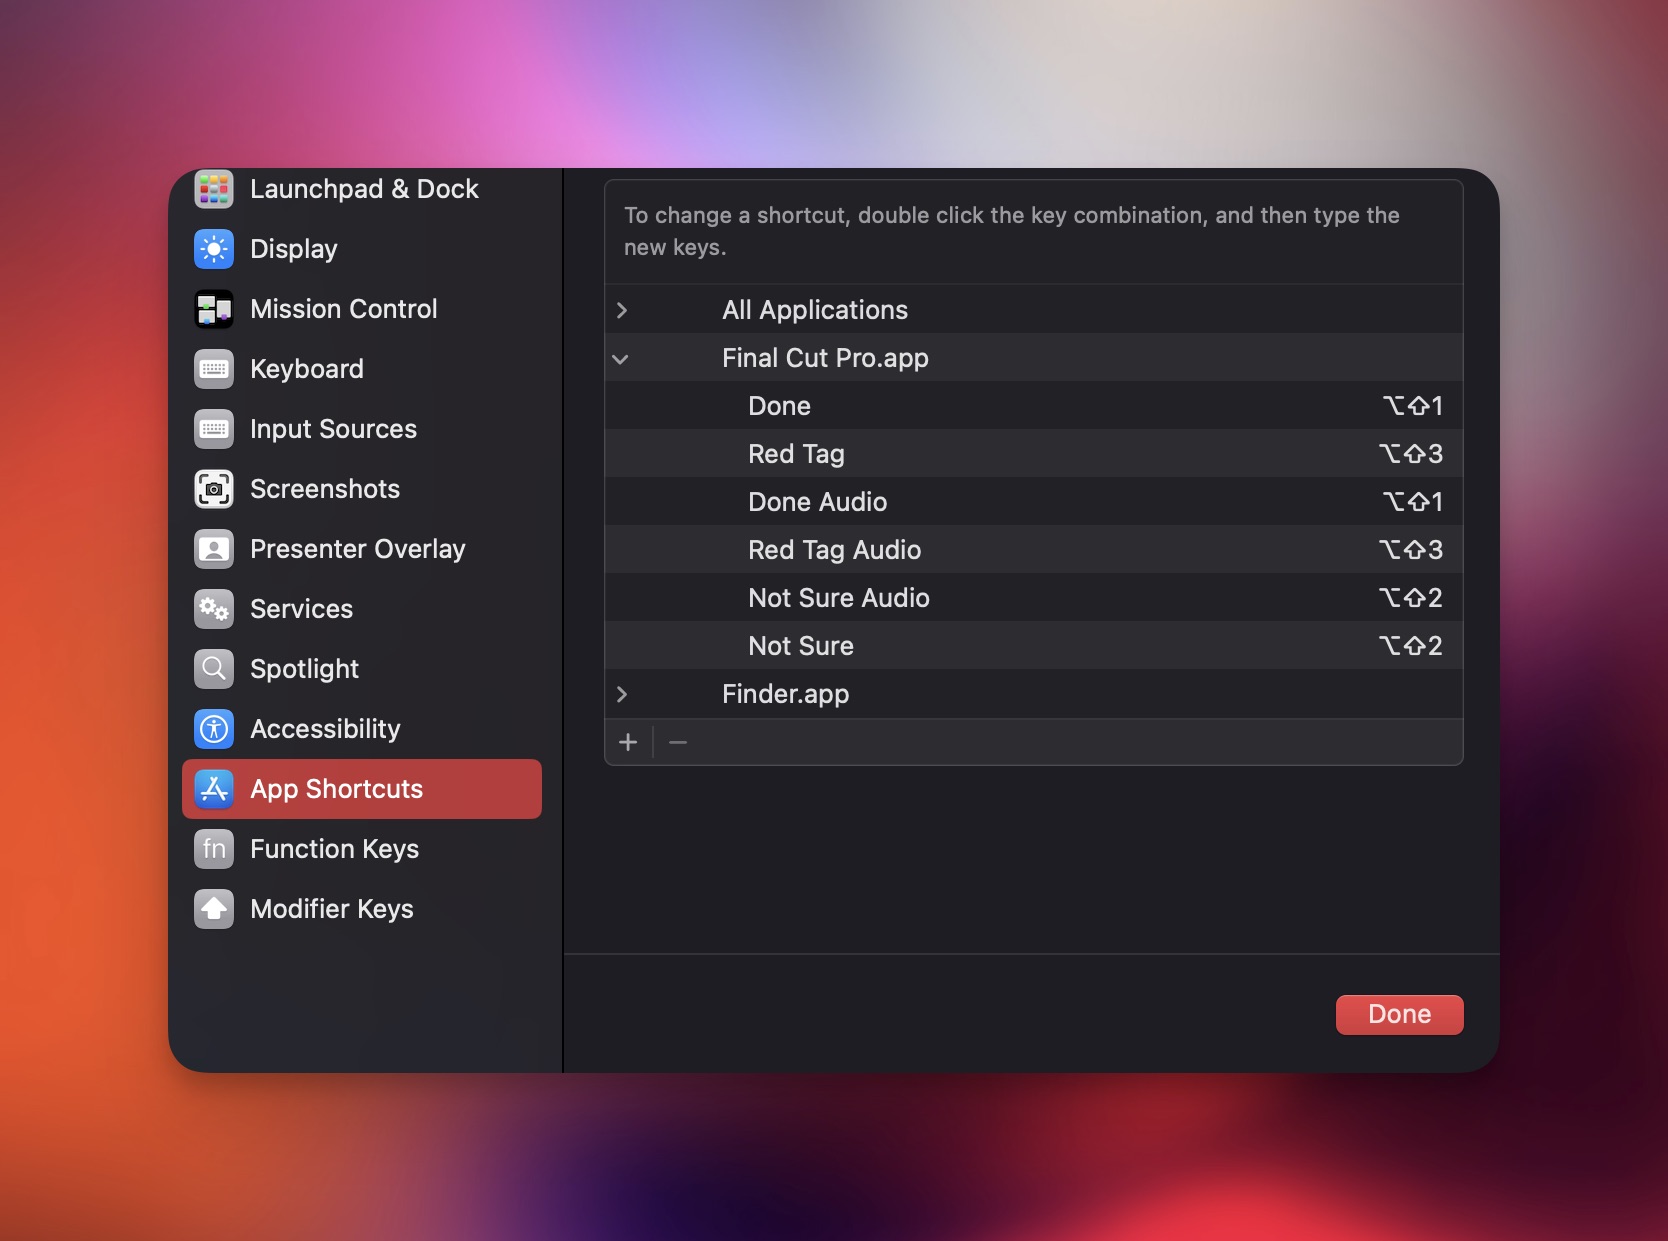 Launchpad & Dock
Display
Mission Control
Keyboard
Input Sources
Screenshots
Presenter Overlay
Services
Spotlight
Accessibility
App Shortcuts
fn Function Keys
Modifier Keys
To change a shortcut, double click the key combination, and then type the
new keys.
All Applications
Final Cut Pro.app
Done ⌥⇧1
Red Tag ⌥⇧3
Done Audio ⌥⇧1
Red Tag Audio ⌥⇧3
Not Sure Audio ⌥⇧2
Not Sure ⌥⇧2
Finder.app
Done